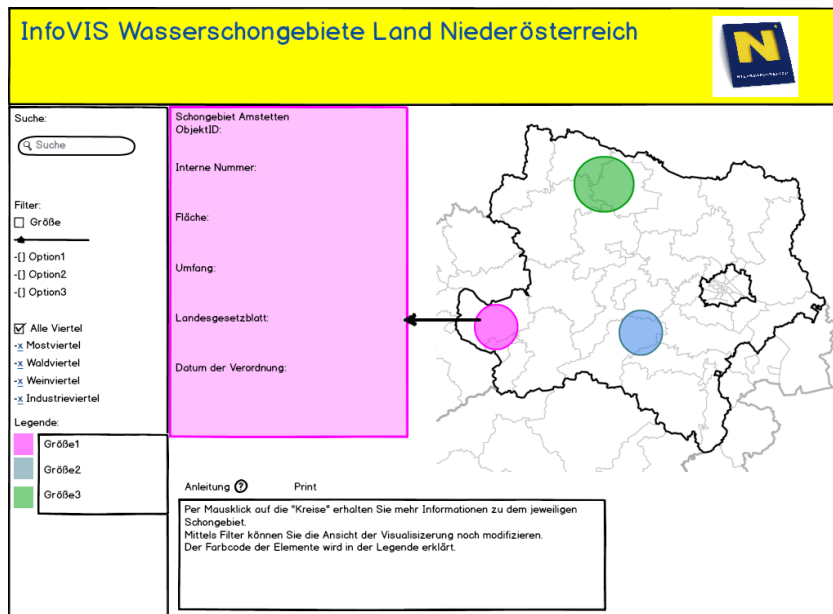 InfoVIS Wasserschongebiete Land Niederösterreich
N
Suche:
Suche
Filter:
Größe
-[] Option1
-[] Option2
-[] Option3
Alle Viertel
-x Mostviertel
-x Waldviertel
-x Weinviertel
-x Industrieviertel
Legende:
Größe1
Größe2
Größe3
Schongebiet Amstetten
ObjektID:
Interne Nummer:
Fläche:
Umfang:
Landesgesetzblatt:
Datum der Verordnung:
Anleitung ? Print
Per Mausklick auf die "Kreise" erhalten Sie mehr Informationen zu dem jeweiligen
Schongebiet.
Mittels Filter können Sie die Ansicht der Visualisizerung noch modifizieren.
Der Farbcode der Elemente wird in der Legende erklärt.